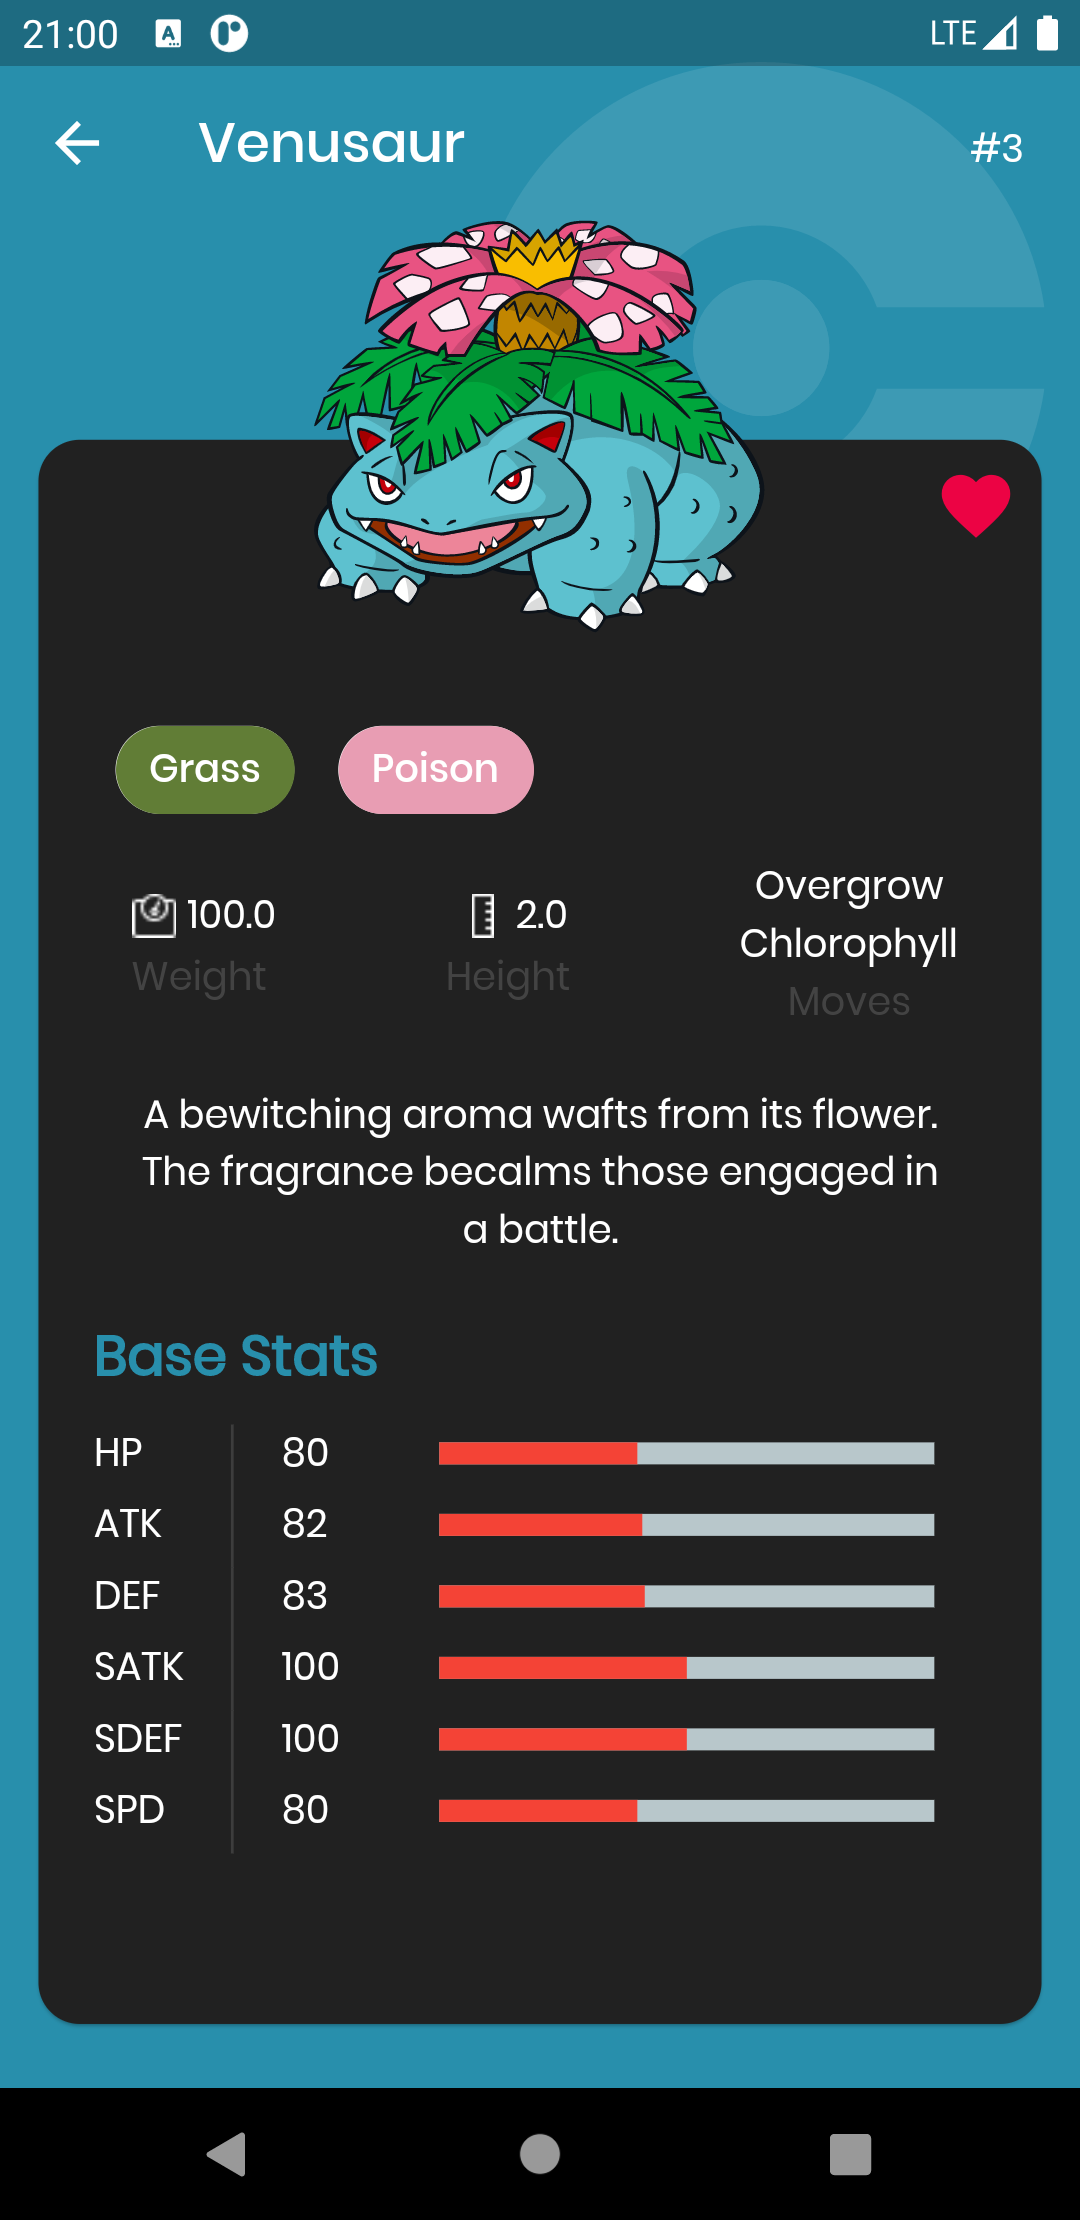 21:00 A LTE
Venusaur #3
Grass Poison
100.0 2.0 Overgrow
Chlorophyll
Weight Height Moves
A bewitching aroma wafts from its flower.
The fragrance becalms those engaged in
a battle.
Base Stats
HP 80
ATK 82
DEF 83
SATK 100
SDEF 100
SPD 80